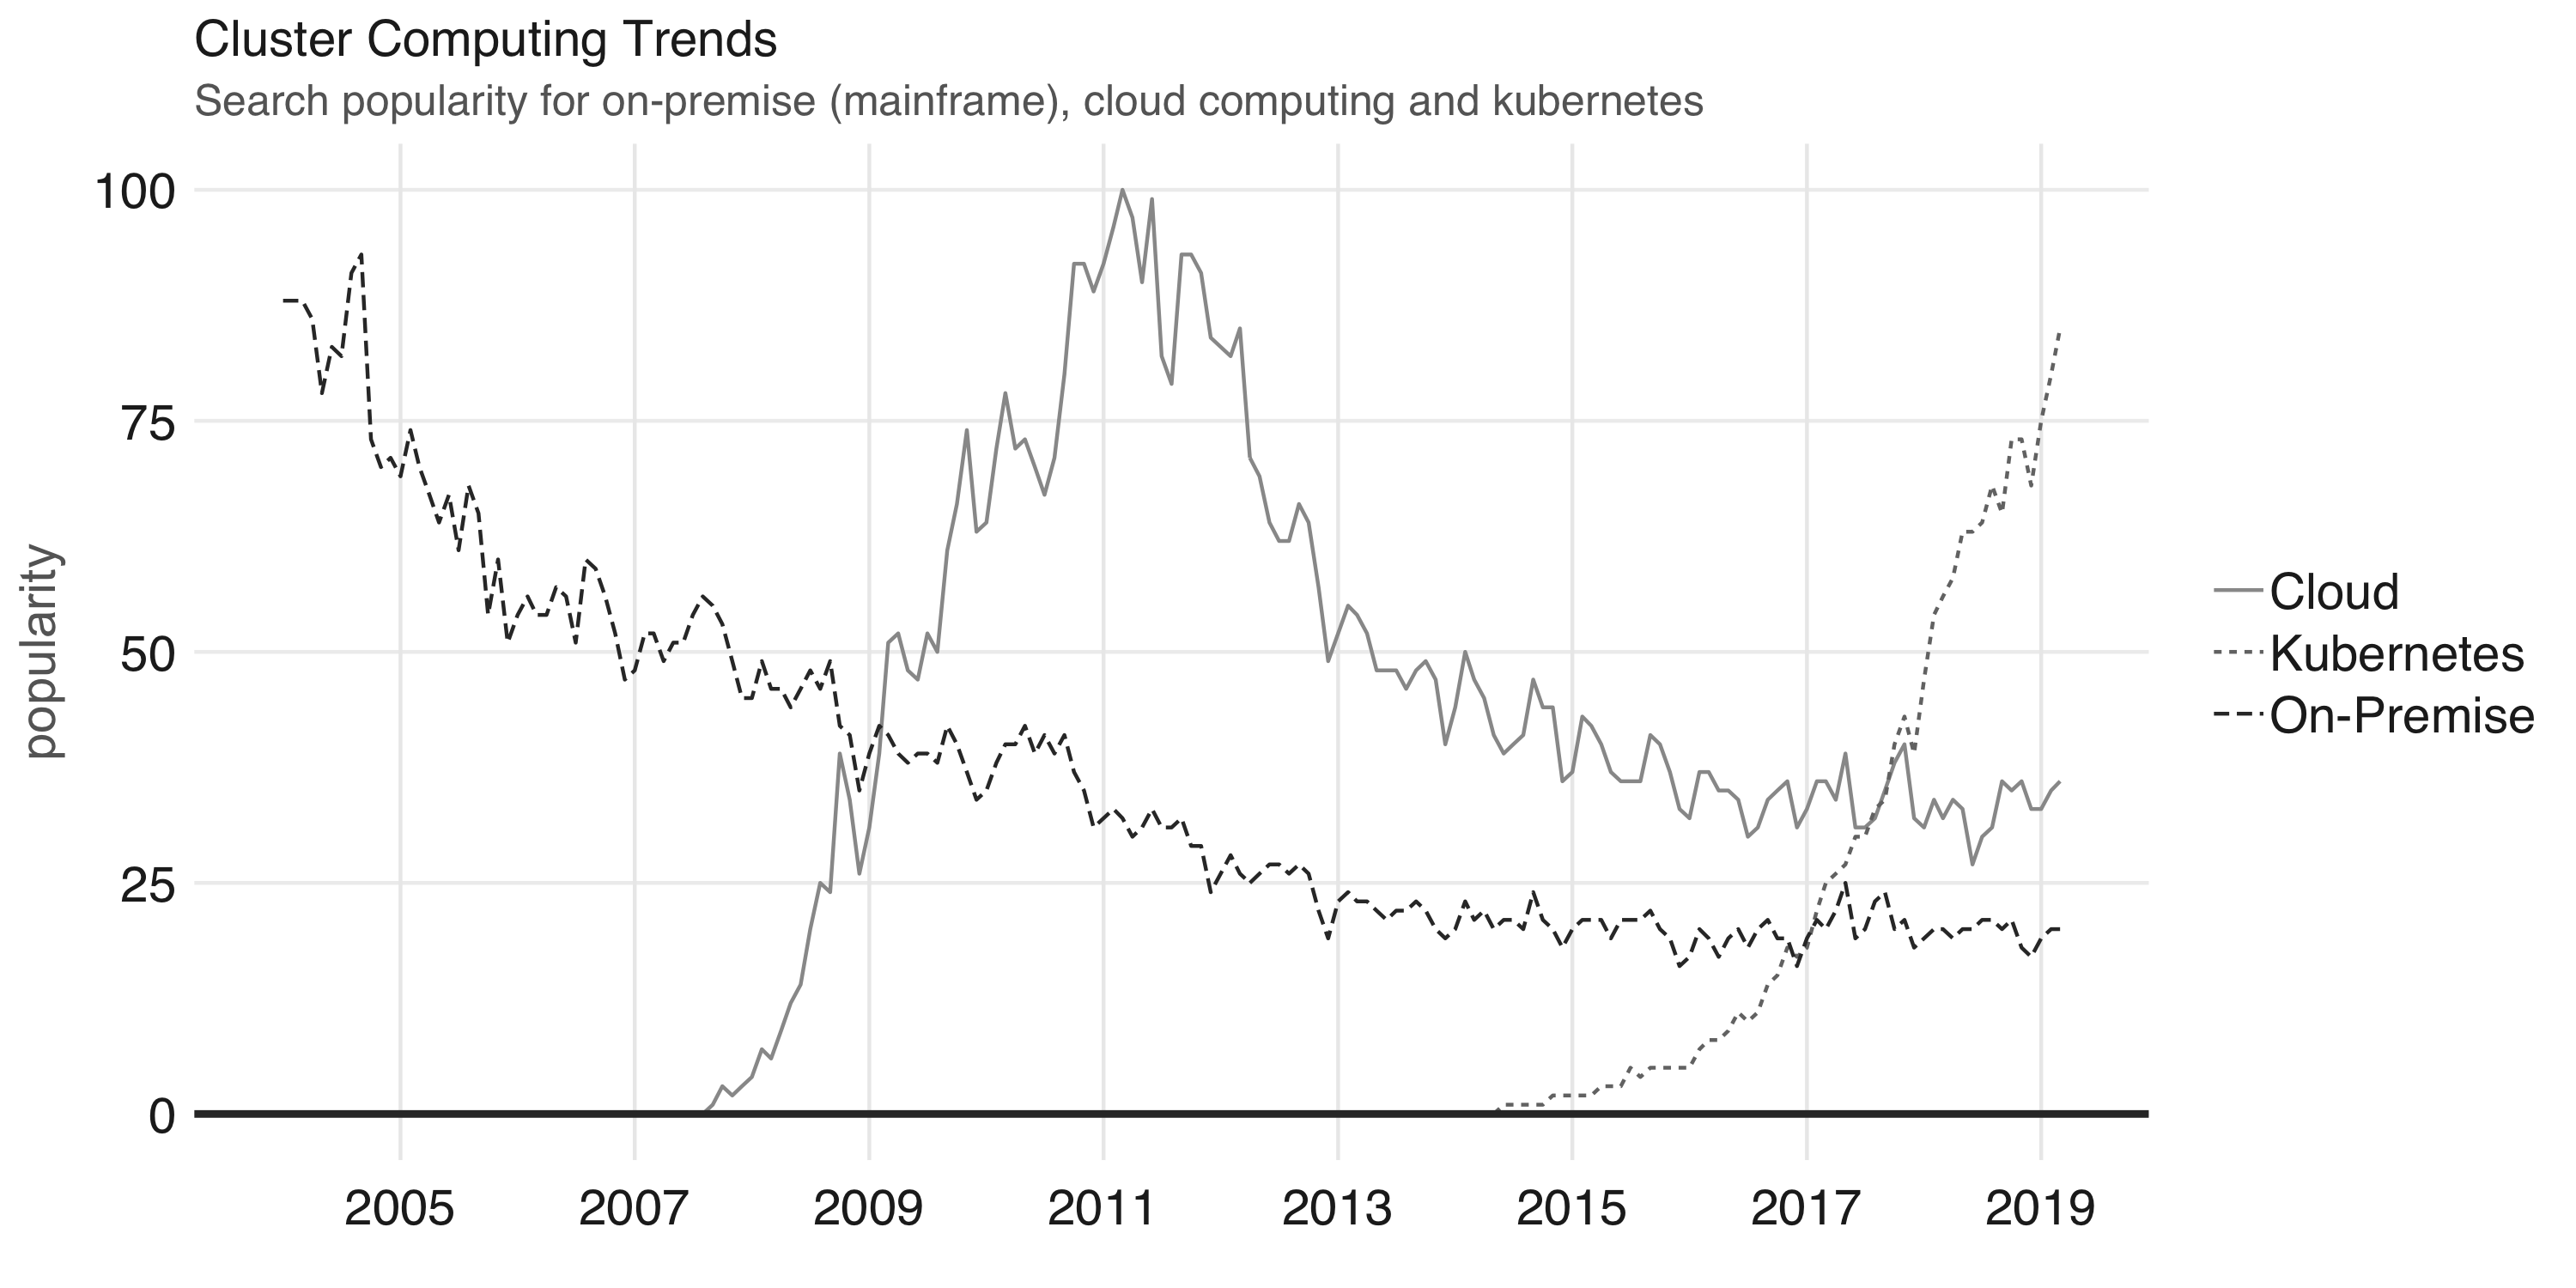 Cluster Computing Trends
Search popularity for on-premise (mainframe), cloud computing and kubernetes
popularity
100
75
50
25
0
2005 2007 2009 2011 2013 2015 2017 2019
Cloud
Kubernetes
On-Premise